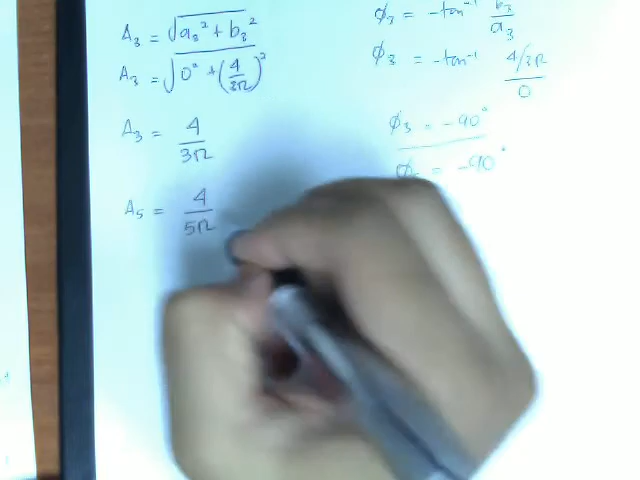 A₃ = √a₃² + b₃²
A₃ = √0² + (4/3π)²
A₃ = 4/3π
A₅ = 4/5π
ϕ₃ = -tan⁻¹ b₃/a₃
ϕ₃ = -tan⁻¹ 4/3π/0
ϕ₃ = -90°
= -90°